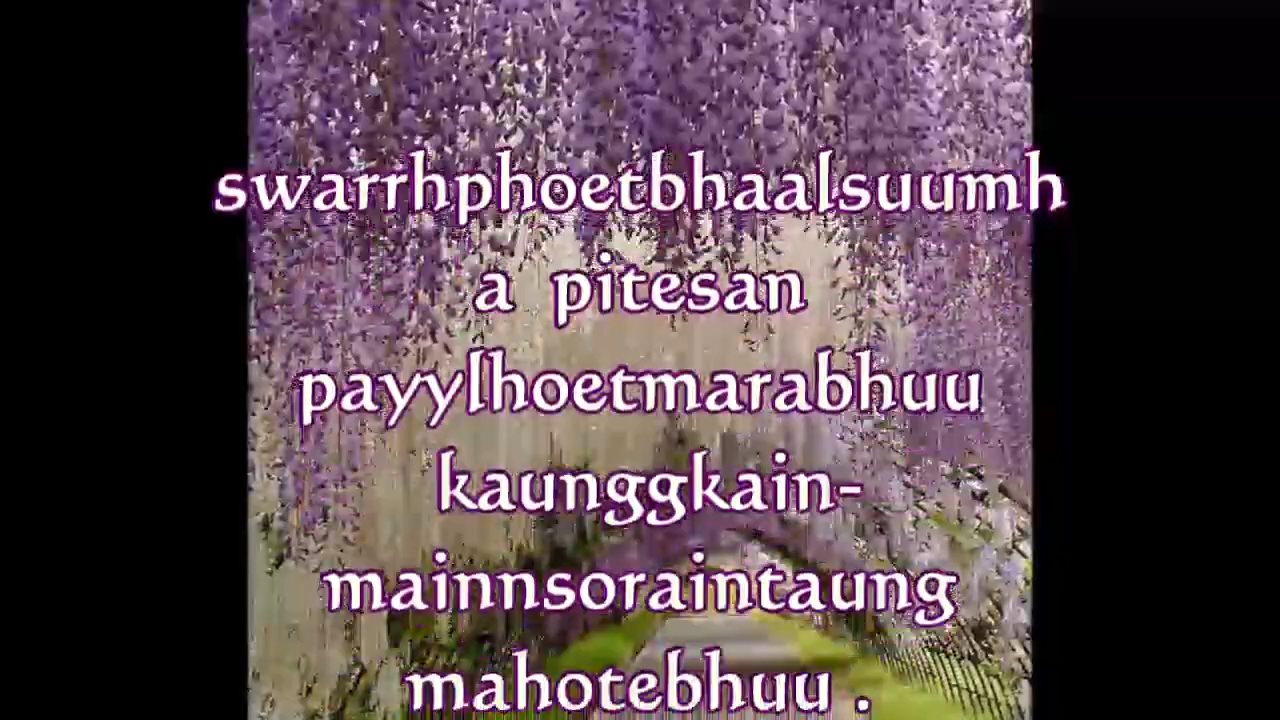 swarrhphoetbhaalsuumh
a pitesan
payylhoetmarabhuu
kaunggkain-
mainnsoraintaung
mahotebhuu .